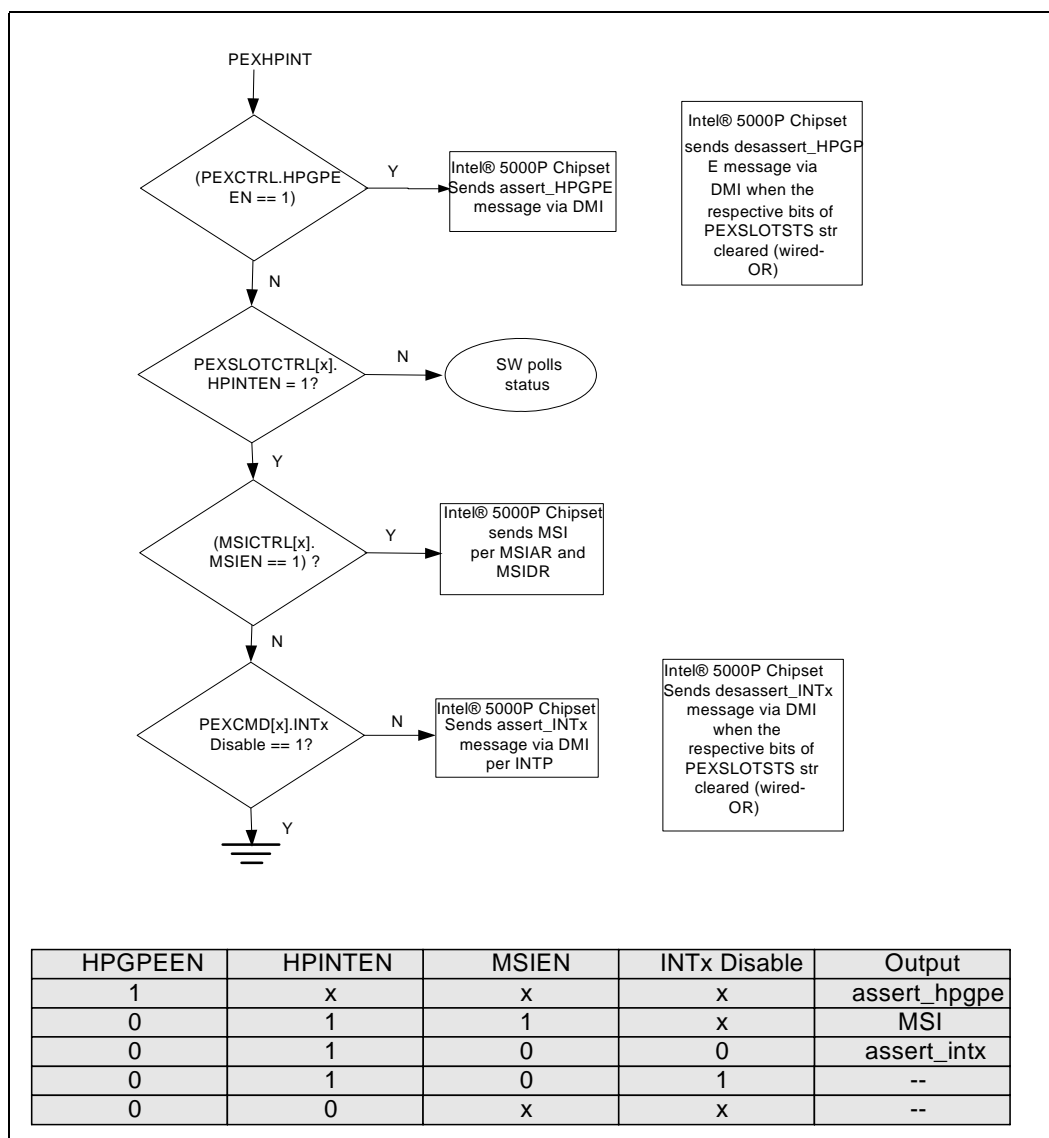 PEXHPINT
(PEXCTRL.HPGPE
EN == 1)
Y
Intel® 5000P Chipset
Sends assert_HPGPE
message via DMI
Intel® 5000P Chipset
sends desassert_HPGP
E message via
DMI when the
respective bits of
PEXSLOTSTS str
cleared (wired-
OR)
N
PEXSLOTCTRL[x].
HPINTEN = 1?
N
SW polls
status
Y
(MSICTRL[x].
MSIEN == 1) ?
Y
Intel® 5000P Chipset
sends MSI
per MSIAR and
MSIDR
N
PEXCMD[x].INTx
Disable == 1?
N
Intel® 5000P Chipset
Sends assert_INTx
message via DMI
per INTP
Intel® 5000P Chipset
Sends desassert_INTx
message via DMI
when the
respective bits of
PEXSLOTSTS str
cleared (wired-
OR)
Y
HPGPEEN HPINTEN MSIEN INTx Disable Output
1 x x x assert_hpgpe
0 1 1 x MSI
0 1 0 0 assert_intx
0 1 0 1 --
0 0 x x --